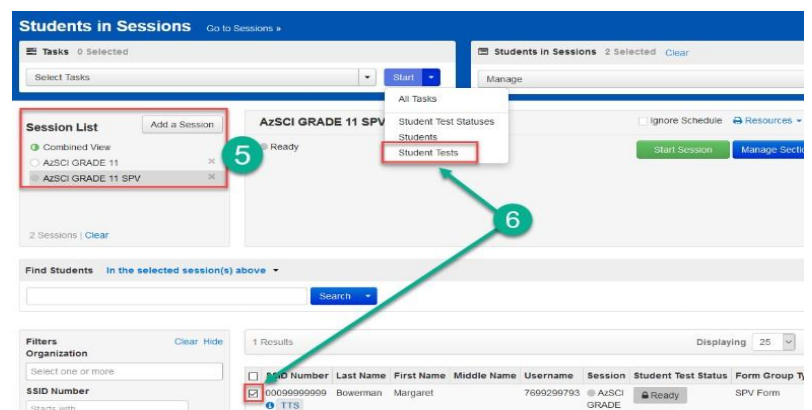 Students in Sessions Go to Sessions »
Tasks 0 Selected
Students in Sessions 2 Selected Clear
Select Tasks
Start
Manage
All Tasks
Student Test Statuses
Students
Student Tests
Session List
Add a Session
Combined View
AzSCI GRADE 11 ×
AzSCI GRADE 11 SPV ×
2 Sessions | Clear
5
AzSCI GRADE 11 SPV
Ready
Ignore Schedule Resources
Start Session
6
Find Students In the selected session(s) above
Search
Filters Clear Hide
Organization
Select one or more
SSID Number
Starts with
1 Results
Displaying 25
SSID Number Last Name First Name Middle Name Username Session Student Test Status Form Group
00099999999 Bowerman Margaret 7699299793 AzSCI Ready SPV Form
TTS GRADE